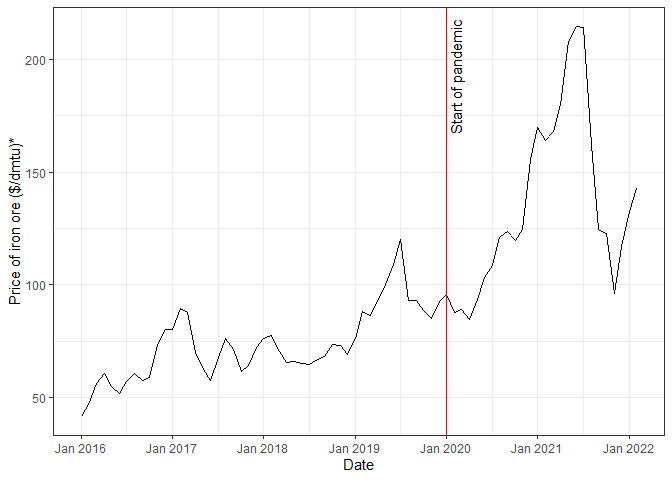 200
150
100
50
Price of iron ore ($/dmtu)*
Start of pandemic
Jan 2016
Jan 2017
Jan 2018
Jan 2019
Jan 2020
Jan 2021
Jan 2022
Date